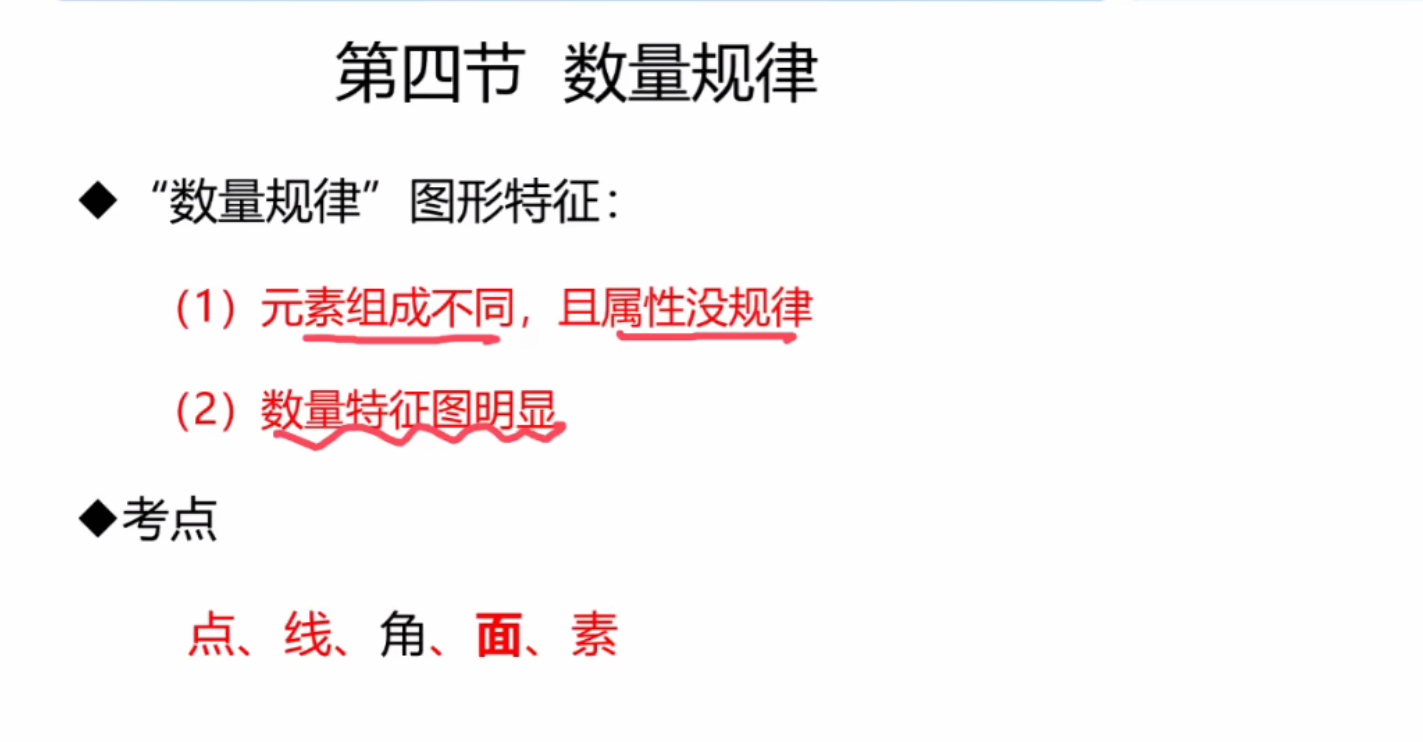 第四节 数量规律
◆“数量规律”图形特征：
（1）元素组成不同，且属性没规律
（2）数量特征图明显
◆考点
点、线、角、面、素